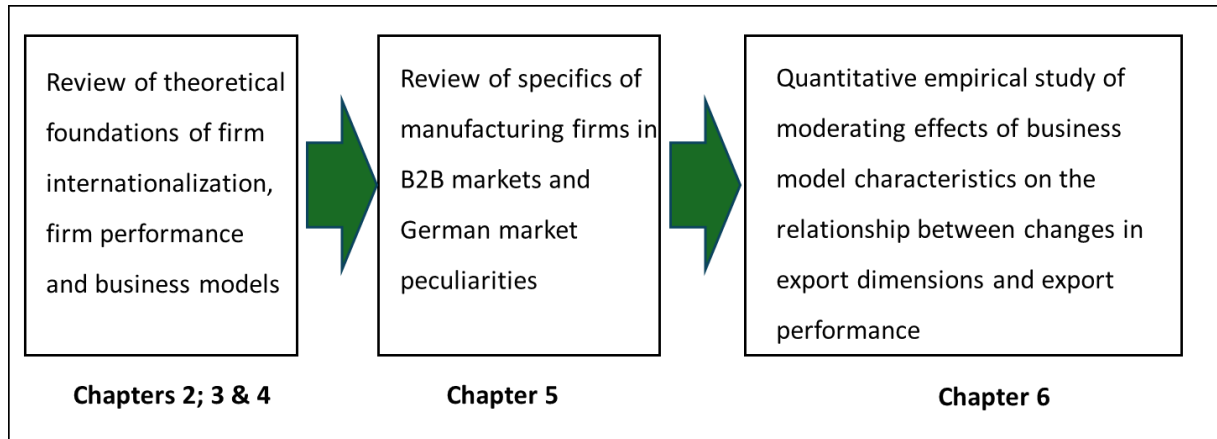 Review of theoretical
foundations of firm
internationalization,
firm performance
and business models
Chapters 2; 3 & 4
Review of specifics of
manufacturing firms in
B2B markets and
German market
peculiarities
Chapter 5
Quantitative empirical study of
moderating effects of business
model characteristics on the
relationship between changes in
export dimensions and export
performance
Chapter 6